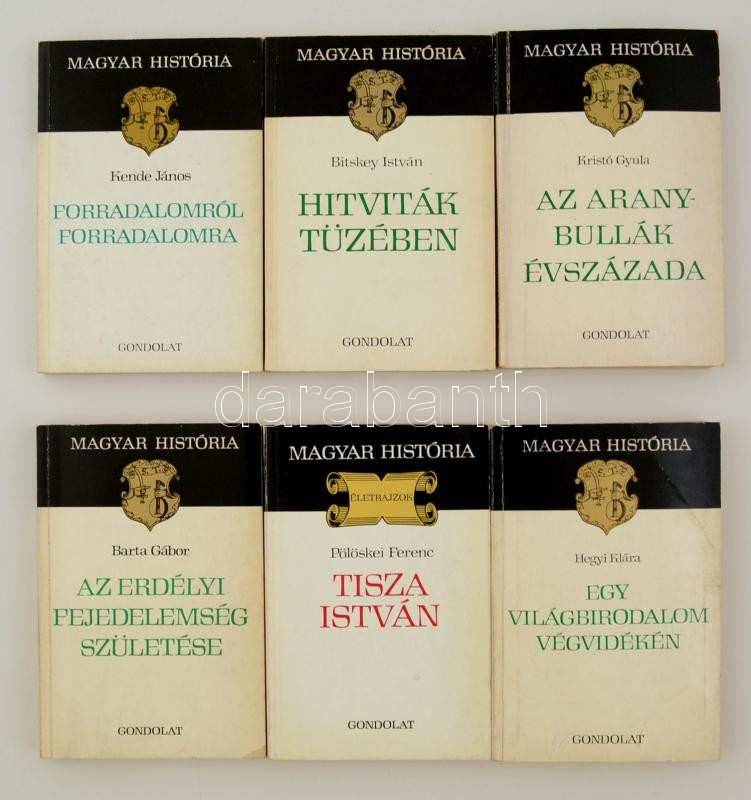 MAGYAR HISTÓRIA
S. T.
Kende János
FORRADALOMRÓL
FORRADALOMRA
GONDOLAT
MAGYAR HISTÓRIA
S. T.
Bitskey István
HITVITÁK
TÜZÉBEN
GONDOLAT
MAGYAR HISTÓRIA
S. T.
Kristó Gyula
AZ ARANY-
BULLÁK
ÉVSZÁZADA
GONDOLAT
darabanth
MAGYAR HISTÓRIA
S. T.
Barta Gábor
AZ ERDÉLYI
FEJEDELEMSÉG
SZÜLETÉSE
GONDOLAT
MAGYAR HISTÓRIA
ÉLETRAJZOK
Pölöskei Ferenc
TISZA
ISTVÁN
GONDOLAT
MAGYAR HISTÓRIA
S. T.
Hegyi Klára
EGY
VILÁGBIRODALOM
VÉGVIDÉKÉN
GONDOLAT